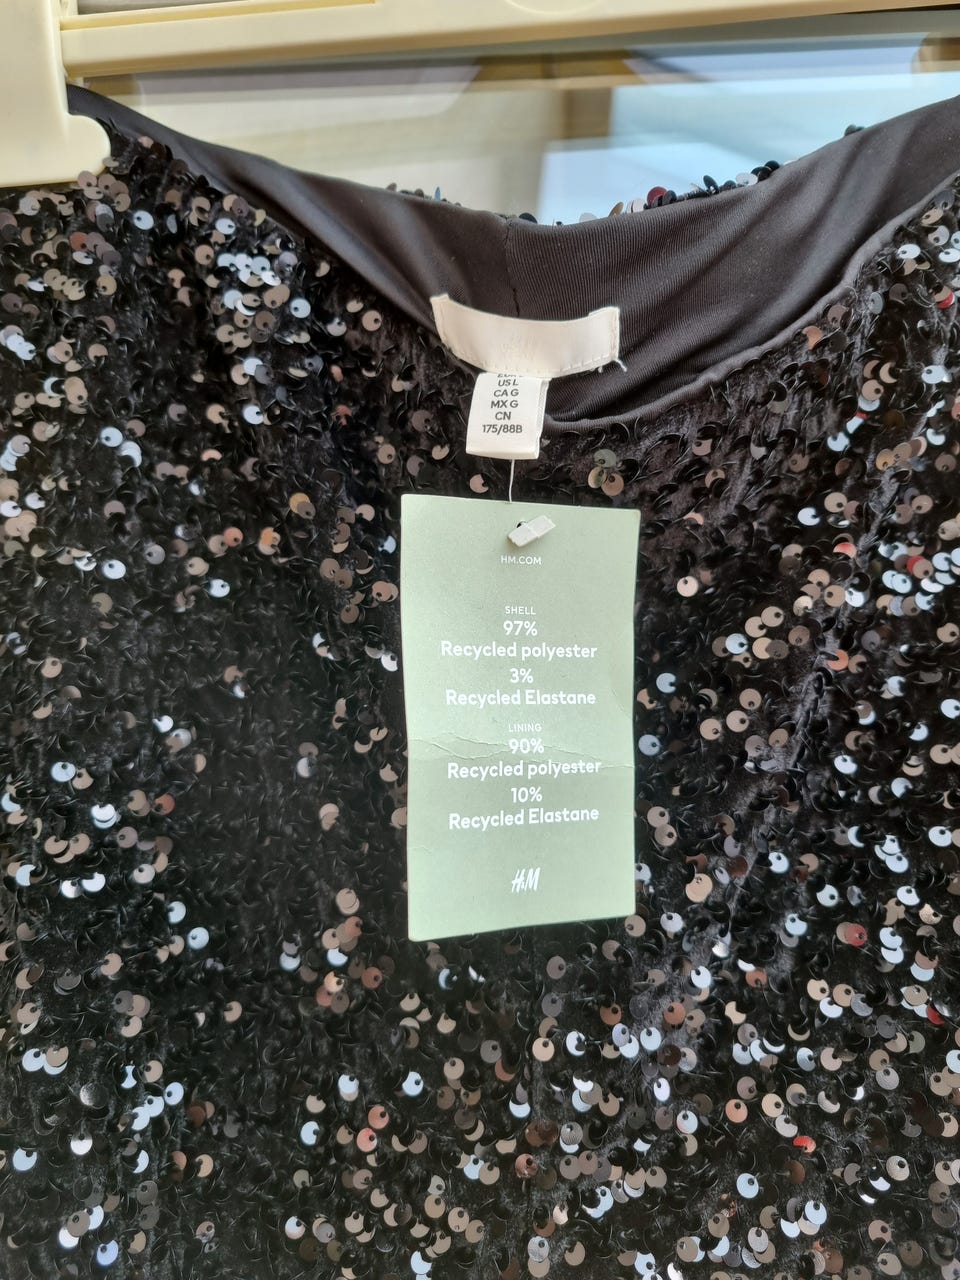 US L
CA G
MX G
CN
175/88B
HM.COM
SHELL
97%
Recycled polyester
3%
Recycled Elastane
LINING
90%
Recycled polyester
10%
Recycled Elastane
H&M